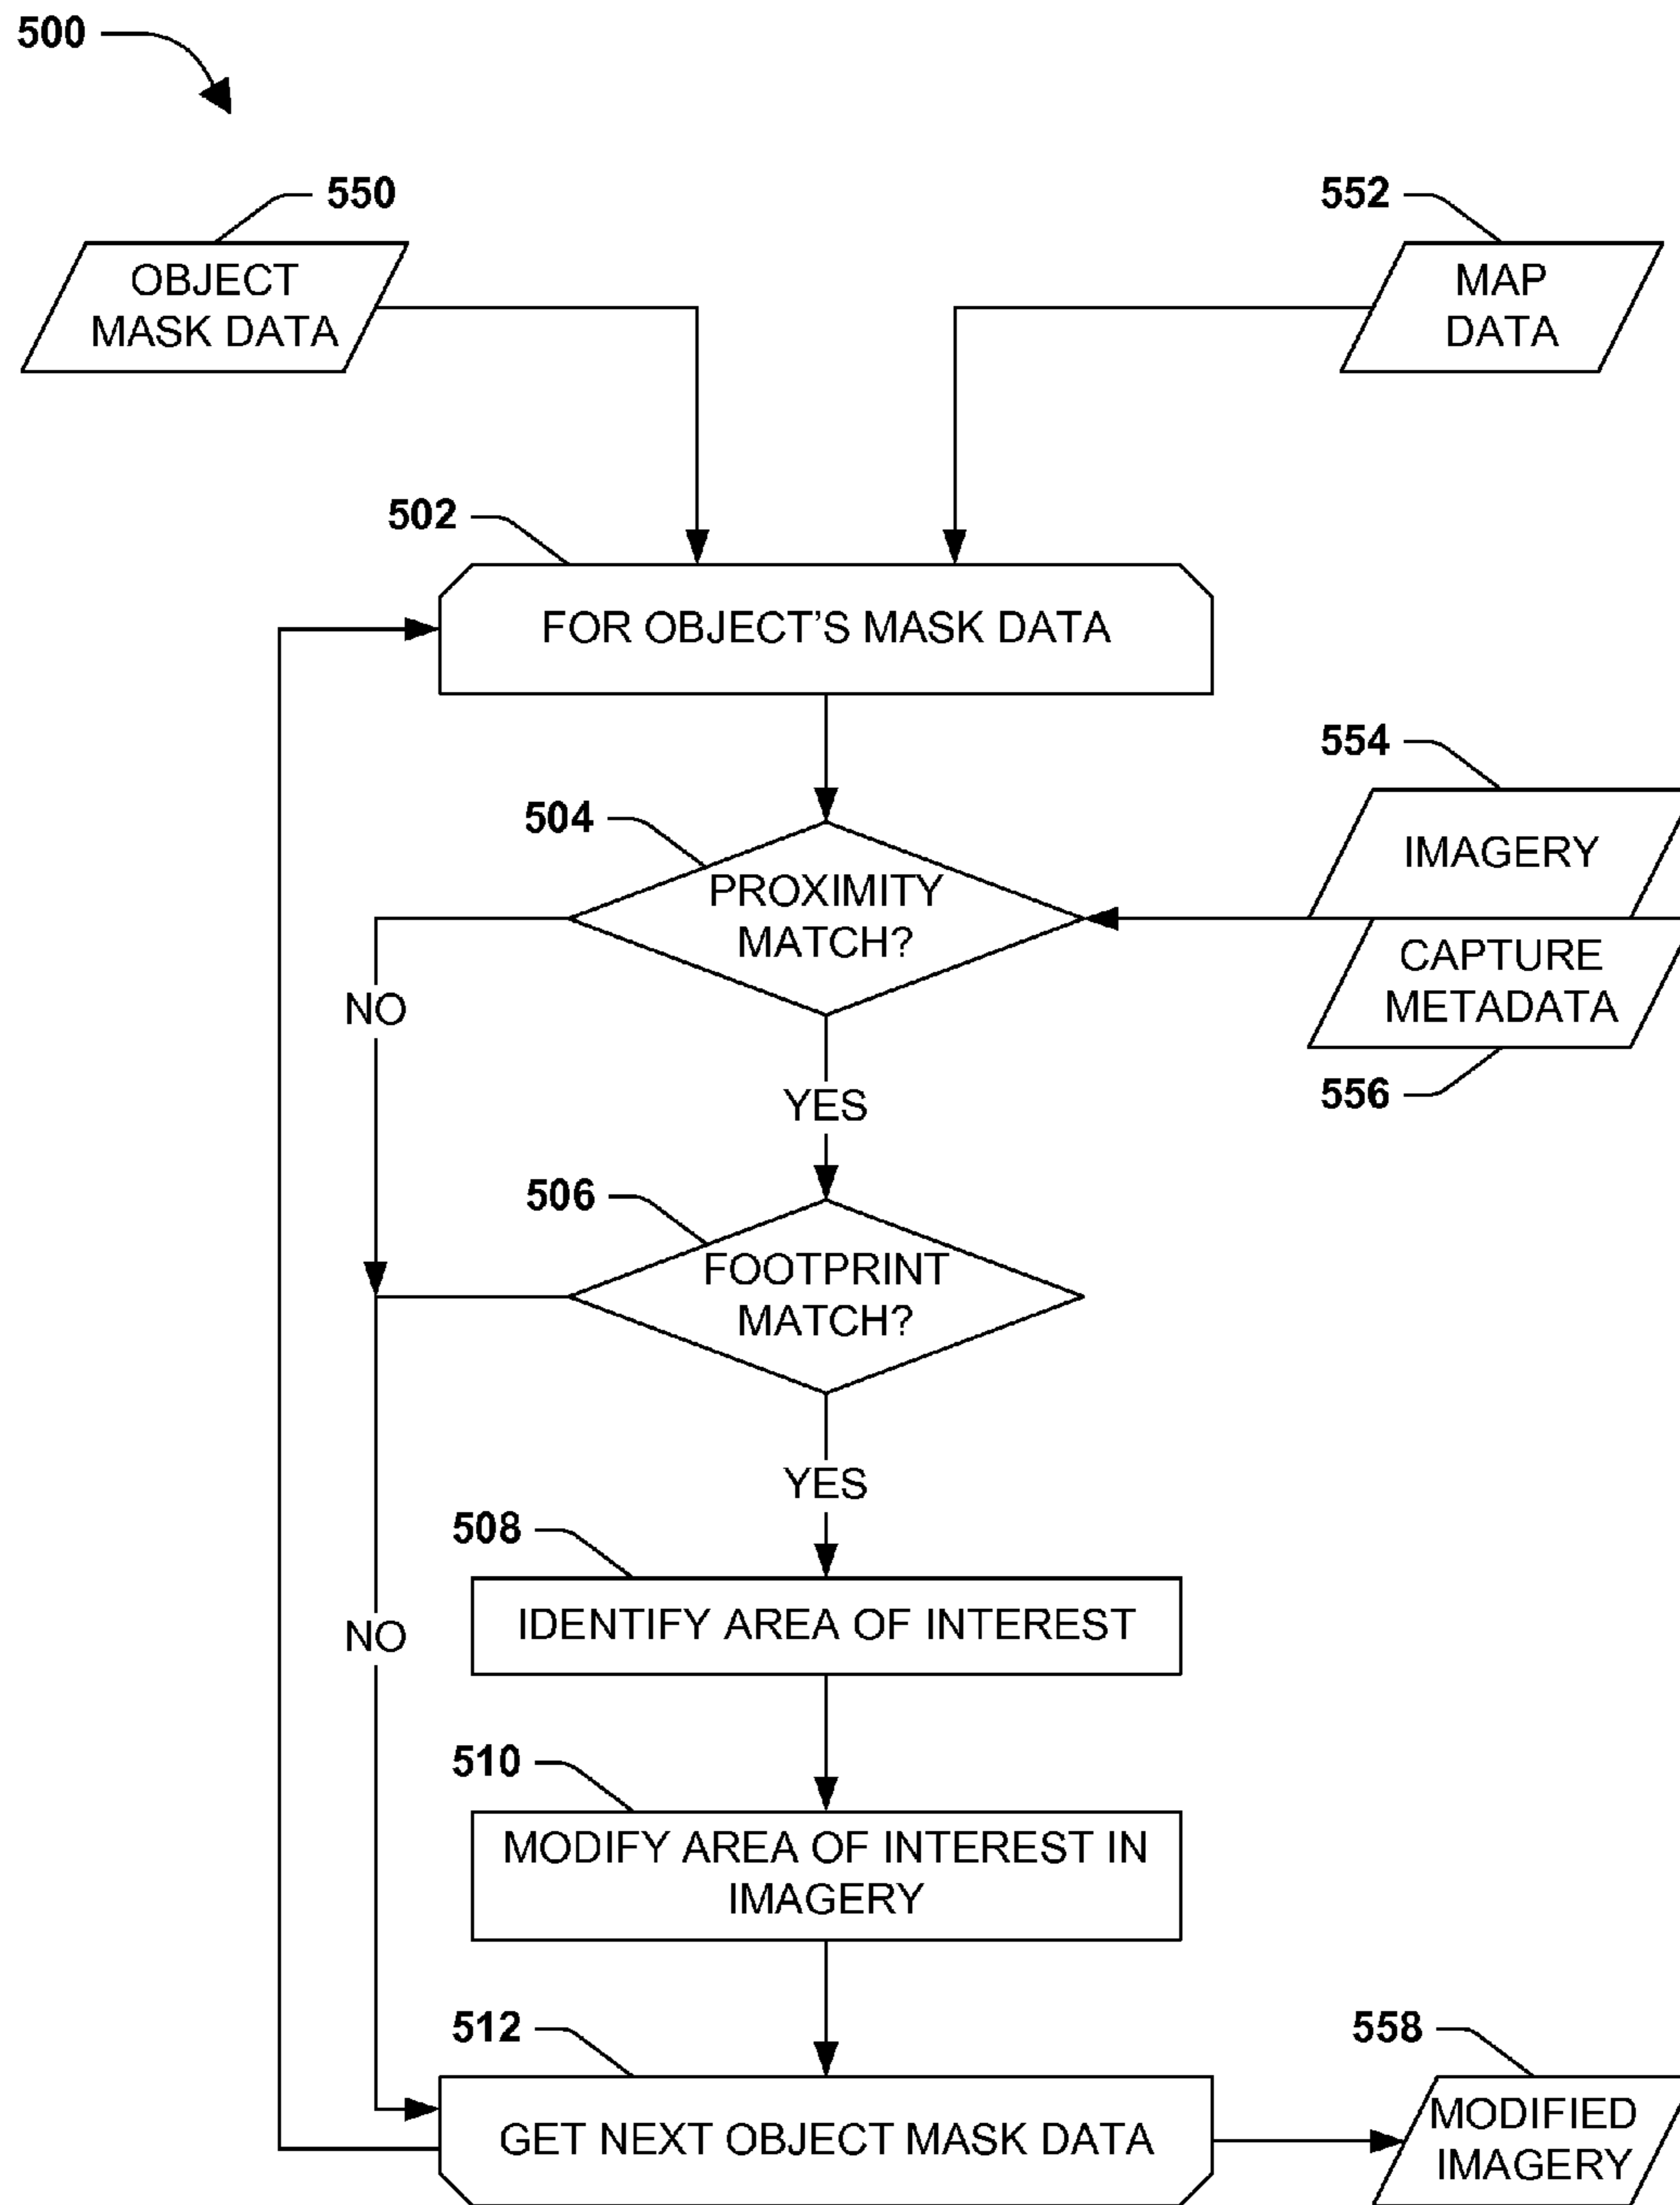 500
550
552
OBJECT
MASK DATA
MAP
DATA
502
FOR OBJECT'S MASK DATA
554
504
IMAGERY
PROXIMITY
MATCH?
CAPTURE
METADATA
NO
556
YES
506
FOOTPRINT
MATCH?
YES
508
IDENTIFY AREA OF INTEREST
NO
510
MODIFY AREA OF INTEREST IN
IMAGERY
512
558
GET NEXT OBJECT MASK DATA
MODIFIED
IMAGERY